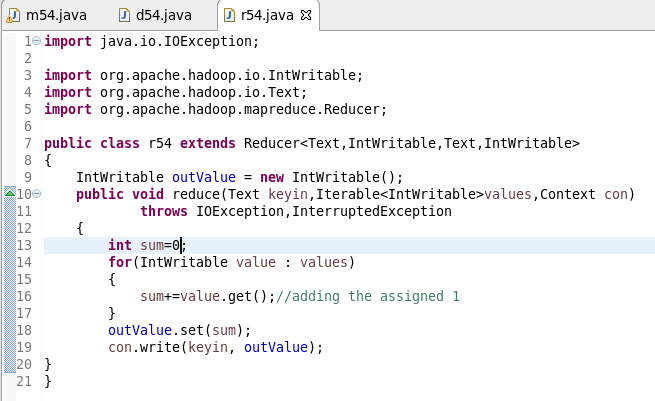 m54.java d54.java r54.java
1 import java.io.IOException;
2
3 import org.apache.hadoop.io.IntWritable;
4 import org.apache.hadoop.io.Text;
5 import org.apache.hadoop.mapreduce.Reducer;
6
7 public class r54 extends Reducer<Text,IntWritable,Text,IntWritable>
8 {
9     IntWritable outValue = new IntWritable();
10     public void reduce(Text keyin,Iterable<IntWritable>values,Context con)
11             throws IOException,InterruptedException
12     {
13         int sum=0;
14         for(IntWritable value : values)
15         {
16             sum+=value.get();//adding the assigned 1
17         }
18         outValue.set(sum);
19         con.write(keyin, outValue);
20 }
21 }